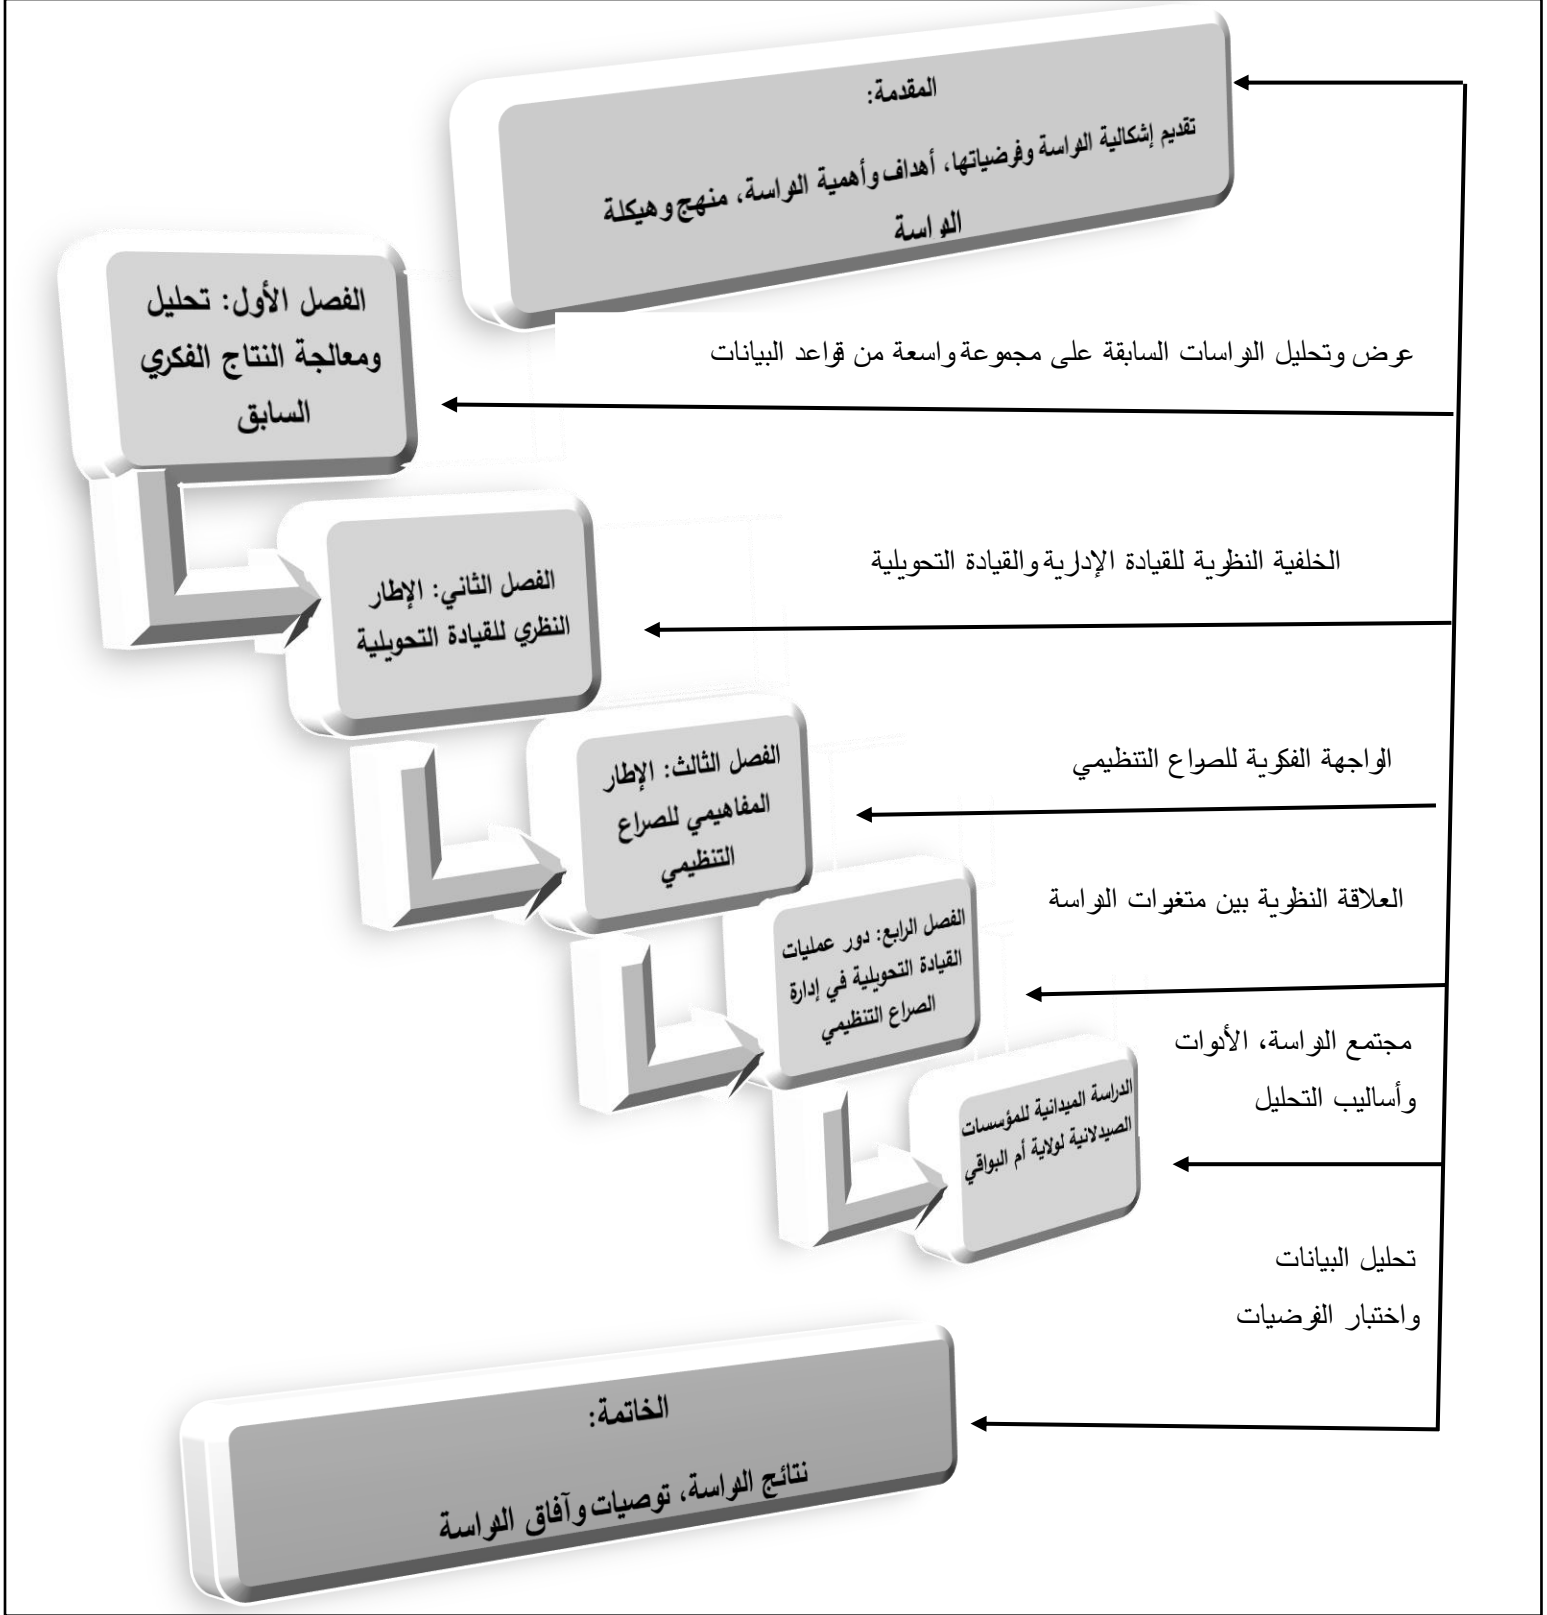 المقدمة:
تقديم إشكالية الدراسة وفرضياتها، أهداف وأهمية الدراسة، منهج وهيكلة
الدراسة
الفصل الأول: تحليل
ومعالجة النتاج الفكري
السابق
عرض وتحليل الدراسات السابقة على مجموعة واسعة من قواعد البيانات
الفصل الثاني: الإطار
النظري للقيادة التحويلية
الخلفية النظرية للقيادة الإدارية والقيادة التحويلية
الفصل الثالث: الإطار
المفاهيمي للصراع
التنظيمي
الواجهة الفكرية للصراع التنظيمي
الفصل الرابع: دور عمليات
القيادة التحويلية في إدارة
الصراع التنظيمي
العلاقة النظرية بين متغيرات الدراسة
الدراسة الميدانية للمؤسسات
الصيدلانية لولاية أم البواقي
مجتمع الدراسة، الأدوات
وأساليب التحليل
تحليل البيانات
واختبار الفرضيات
الخاتمة:
نتائج الدراسة، توصيات وآفاق الدراسة